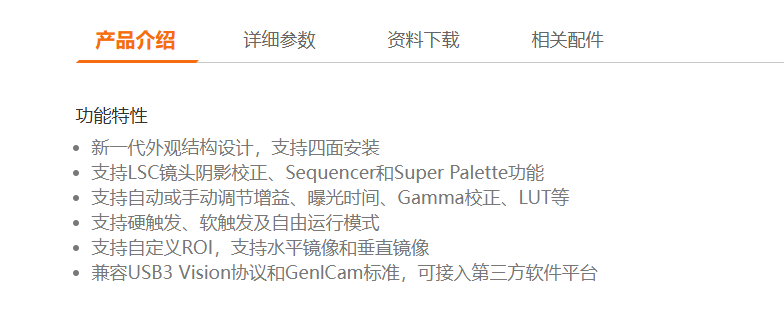 产品介绍 详细参数 资料下载 相关配件
功能特性
• 新一代外观结构设计，支持四面安装
• 支持LSC镜头阴影校正、Sequencer和Super Palette功能
• 支持自动或手动调节增益、曝光时间、Gamma校正、LUT等
• 支持硬触发、软触发及自由运行模式
• 支持自定义ROI，支持水平镜像和垂直镜像
• 兼容USB3 Vision协议和GenICam标准，可接入第三方软件平台